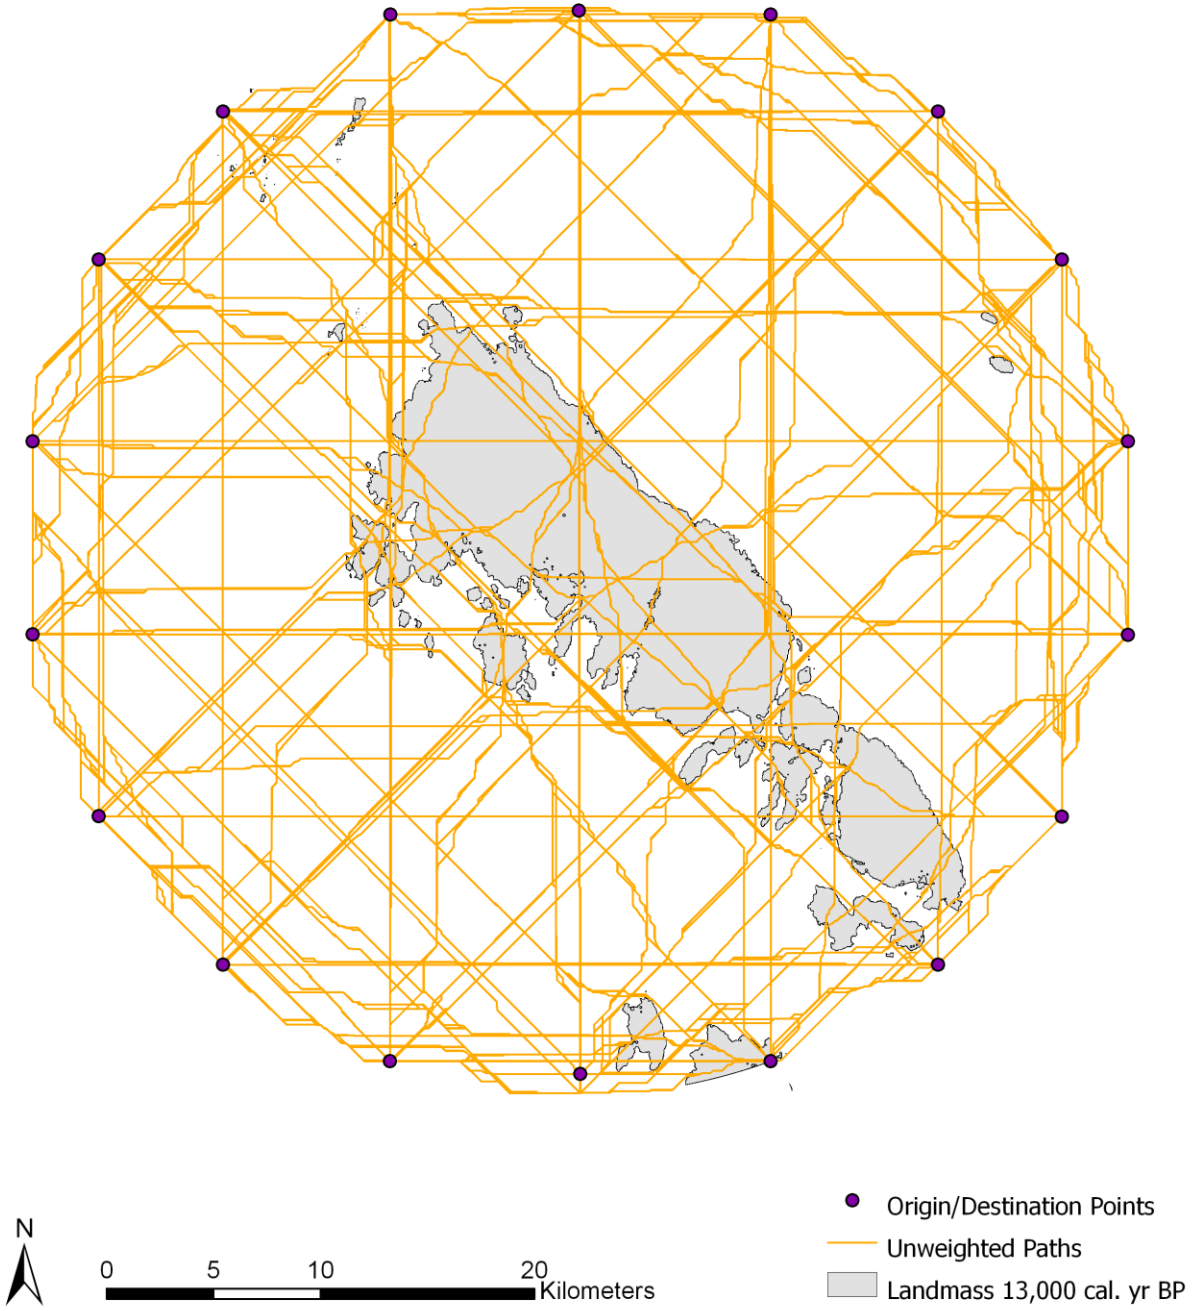 Origin/Destination Points
Unweighted Paths
Landmass 13,000 cal. yr BP
N
0 5 10 20
Kilometers